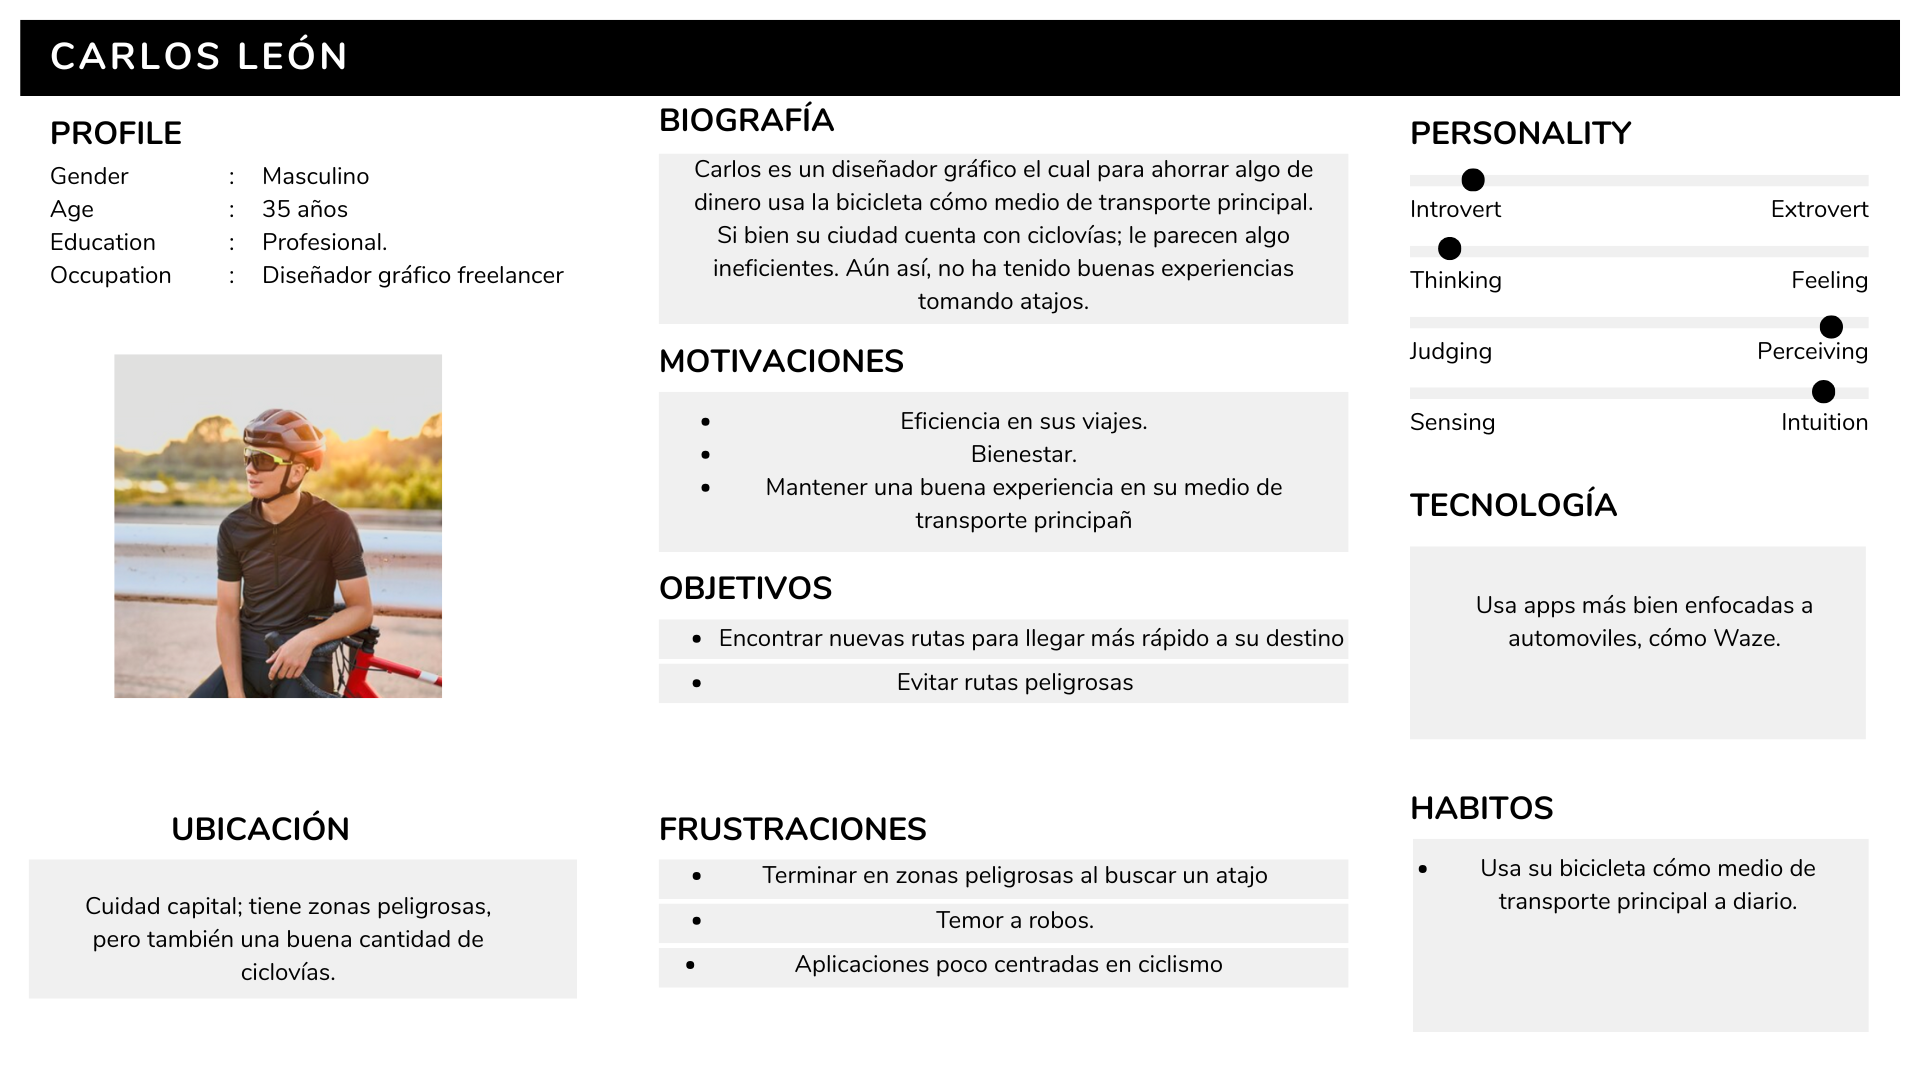 CARLOS LEÓN
PROFILE
Gender : Masculino
Age : 35 años
Education : Profesional.
Occupation : Diseñador gráfico freelancer
UBICACIÓN
Cuidad capital; tiene zonas peligrosas,
pero también una buena cantidad de
ciclovías.
BIOGRAFÍA
Carlos es un diseñador gráfico el cual para ahorrar algo de
dinero usa la bicicleta cómo medio de transporte principal.
Si bien su ciudad cuenta con ciclovías; le parecen algo
ineficientes. Aún así, no ha tenido buenas experiencias
tomando atajos.
MOTIVACIONES
• Eficiencia en sus viajes.
• Bienestar.
• Mantener una buena experiencia en su medio de
transporte principañ
OBJETIVOS
• Encontrar nuevas rutas para llegar más rápido a su destino
• Evitar rutas peligrosas
FRUSTRACIONES
• Terminar en zonas peligrosas al buscar un atajo
• Temor a robos.
• Aplicaciones poco centradas en ciclismo
PERSONALITY
Introvert Extrovert
Thinking Feeling
Judging Perceiving
Sensing Intuition
TECNOLOGÍA
Usa apps más bien enfocadas a
automoviles, cómo Waze.
HABITOS
• Usa su bicicleta cómo medio de
transporte principal a diario.